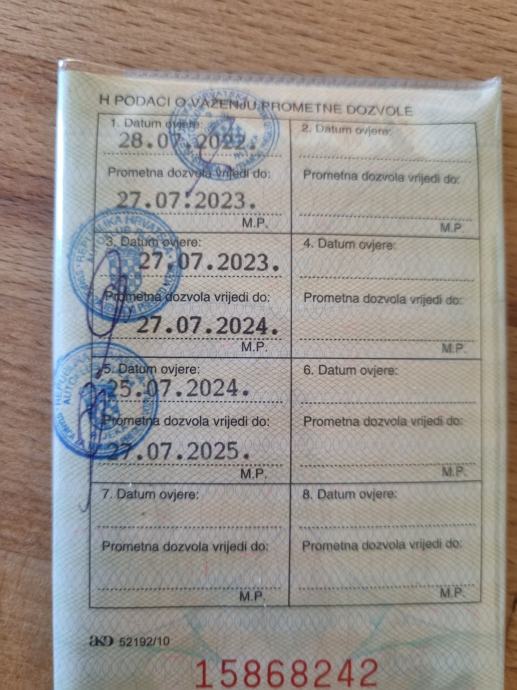 H PODACI O VAŽENJU PROMETNE DOZVOLE
1. Datum ovjere:
28.07.2022.
Prometna dozvola vrijedi do:
27.07.2023.
M.P.
2. Datum ovjere:
Prometna dozvola vrijedi do:
M.P.
3. Datum ovjere:
27.07.2023.
Prometna dozvola vrijedi do:
27.07.2024.
M.P.
4. Datum ovjere:
Prometna dozvola vrijedi do:
M.P.
5. Datum ovjere:
25.07.2024.
Prometna dozvola vrijedi do:
27.07.2025.
M.P.
6. Datum ovjere:
Prometna dozvola vrijedi do:
M.P.
7. Datum ovjere:
Prometna dozvola vrijedi do:
M.P.
8. Datum ovjere:
Prometna dozvola vrijedi do:
M.P.
AKD 52192/10
15868242